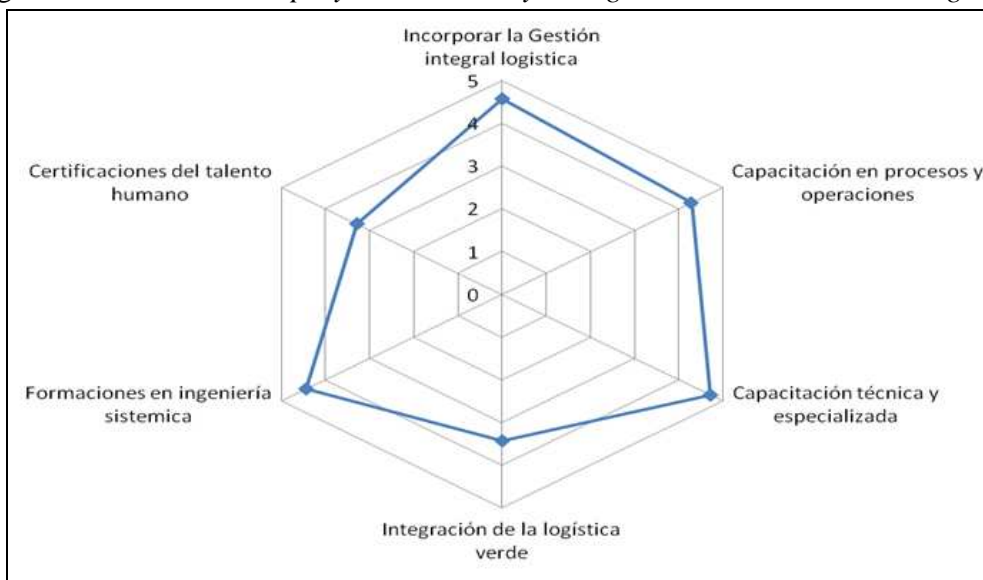 Incorporar la Gestión
integral logistica
5
4
3
2
1
0
Certificaciones del talento
humano
Capacitación en procesos y
operaciones
Formaciones en ingeniería
sistemica
Capacitación técnica y
especializada
Integración de la logística
verde